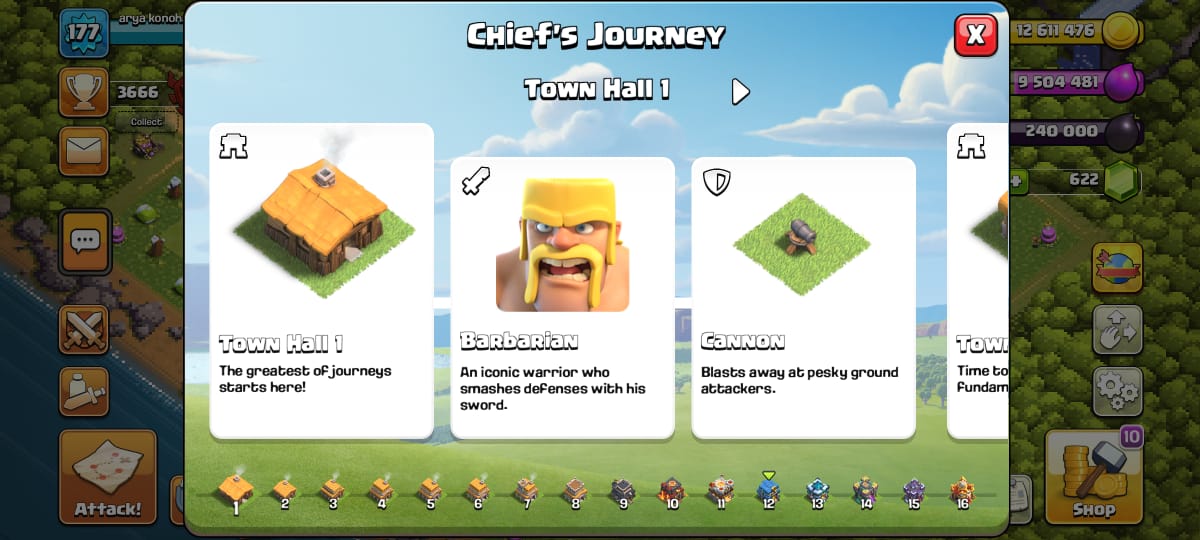 177
arya konoh
3666
Collect
Attack!
Chief's Journey
X
Town Hall 1
Town Hall 1
The greatest of journeys
starts here!
Barbarian
An iconic warrior who
smashes defenses with his
sword.
Cannon
Blasts away at pesky ground
attackers.
Town
Time to
fundam
1 2 3 4 5 6 7 8 9 10 11 12 13 14 15 16
12 611 476
9 504 481
240 000
622
10
Shop